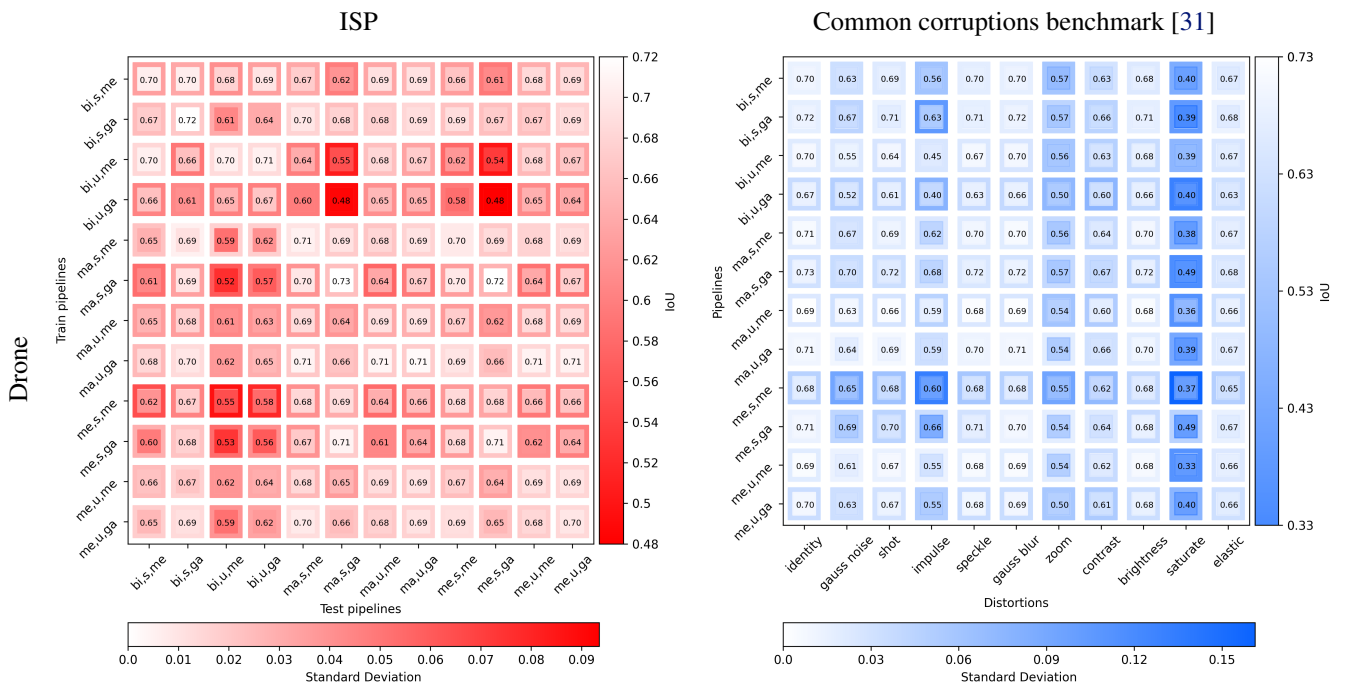 ISP
Common corruptions benchmark [31]
Drone
Train pipelines
bi,s,me 0.70 0.70 0.68 0.69 0.67 0.62 0.69 0.69 0.66 0.61 0.68 0.69
bi,s,ga 0.67 0.72 0.61 0.64 0.70 0.68 0.68 0.69 0.69 0.67 0.67 0.69
bi,u,me 0.70 0.66 0.70 0.71 0.64 0.55 0.68 0.67 0.62 0.54 0.68 0.67
bi,u,ga 0.66 0.61 0.65 0.67 0.60 0.48 0.65 0.65 0.58 0.48 0.65 0.64
ma,s,me 0.65 0.69 0.59 0.62 0.71 0.69 0.68 0.69 0.70 0.69 0.68 0.69
ma,s,ga 0.61 0.69 0.52 0.57 0.70 0.73 0.64 0.67 0.70 0.72 0.64 0.67
ma,u,me 0.65 0.68 0.61 0.63 0.69 0.64 0.69 0.69 0.67 0.62 0.68 0.69
ma,u,ga 0.68 0.70 0.62 0.65 0.71 0.66 0.71 0.71 0.69 0.66 0.71 0.71
me,s,me 0.62 0.67 0.55 0.58 0.68 0.69 0.64 0.66 0.68 0.68 0.66 0.66
me,s,ga 0.60 0.68 0.53 0.56 0.67 0.71 0.61 0.64 0.68 0.71 0.62 0.64
me,u,me 0.66 0.67 0.62 0.64 0.68 0.65 0.69 0.69 0.67 0.64 0.69 0.69
me,u,ga 0.65 0.69 0.59 0.62 0.70 0.66 0.68 0.69 0.69 0.65 0.68 0.70
bi,s,me bi,s,ga bi,u,me bi,u,ga ma,s,me ma,s,ga ma,u,me ma,u,ga me,s,me me,s,ga me,u,me me,u,ga
Test pipelines
0.72
0.7
0.68
0.66
0.64
0.62
0.6
0.58
0.56
0.54
0.52
0.5
0.48
IoU
0.0 0.01 0.02 0.03 0.04 0.05 0.06 0.07 0.08 0.09
Standard Deviation
Pipelines
bi,s,me 0.70 0.63 0.69 0.56 0.70 0.70 0.57 0.63 0.68 0.40 0.67
bi,s,ga 0.72 0.67 0.71 0.63 0.71 0.72 0.57 0.66 0.71 0.39 0.68
bi,u,me 0.70 0.55 0.64 0.45 0.67 0.70 0.56 0.63 0.68 0.39 0.67
bi,u,ga 0.67 0.52 0.61 0.40 0.63 0.66 0.50 0.60 0.66 0.40 0.63
ma,s,me 0.71 0.67 0.69 0.62 0.70 0.70 0.56 0.64 0.70 0.38 0.67
ma,s,ga 0.73 0.70 0.72 0.68 0.72 0.72 0.57 0.67 0.72 0.49 0.68
ma,u,me 0.69 0.63 0.66 0.59 0.68 0.69 0.54 0.60 0.68 0.36 0.66
ma,u,ga 0.71 0.64 0.69 0.59 0.70 0.71 0.54 0.66 0.70 0.39 0.67
me,s,me 0.68 0.65 0.68 0.60 0.68 0.68 0.55 0.62 0.68 0.37 0.65
me,s,ga 0.71 0.69 0.70 0.66 0.71 0.70 0.54 0.64 0.68 0.49 0.67
me,u,me 0.69 0.61 0.67 0.55 0.68 0.69 0.54 0.62 0.68 0.33 0.66
me,u,ga 0.70 0.63 0.67 0.55 0.68 0.69 0.50 0.61 0.68 0.40 0.66
identity gauss noise shot impulse speckle gauss blur zoom contrast brightness saturate elastic
Distortions
0.73
0.63
0.53
0.43
0.33
IoU
0.0 0.03 0.06 0.09 0.12 0.15
Standard Deviation